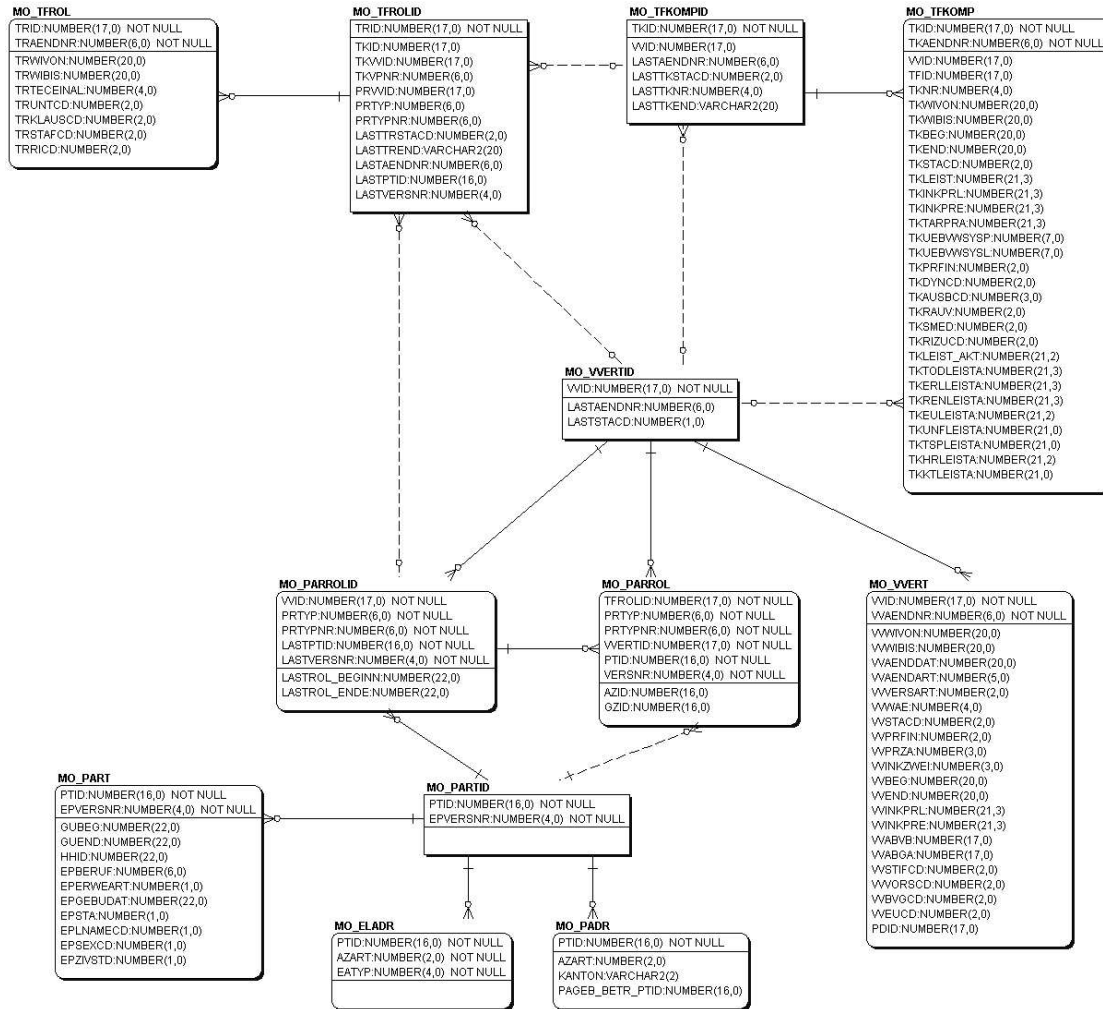 MO_TFROL
TRID:NUMBER(17,0) NOT NULL
TRAENDNR:NUMBER(6,0) NOT NULL
TRWIVON:NUMBER(20,0)
TRWIBIS:NUMBER(20,0)
TRTECEINAL:NUMBER(4,0)
TRUNTCD:NUMBER(2,0)
TRKLAUSCD:NUMBER(2,0)
TRSTAFCD:NUMBER(2,0)
TRRICD:NUMBER(2,0)
MO_TFROLID
TRID:NUMBER(17,0) NOT NULL
TKID:NUMBER(17,0)
TKVVID:NUMBER(17,0)
TKVPNR:NUMBER(6,0)
PRVVID:NUMBER(17,0)
PRTYP:NUMBER(6,0)
PRTYPNR:NUMBER(6,0)
LASTTRSTACD:NUMBER(2,0)
LASTTREND:VARCHAR2(20)
LASTAENDNR:NUMBER(6,0)
LASTPTID:NUMBER(16,0)
LASTVERSNR:NUMBER(4,0)
MO_TFKOMPID
TKID:NUMBER(17,0) NOT NULL
VVID:NUMBER(17,0)
LASTAENDNR:NUMBER(6,0)
LASTTKSTACD:NUMBER(2,0)
LASTTKNR:NUMBER(4,0)
LASTTKEND:VARCHAR2(20)
MO_TFKOMP
TKID:NUMBER(17,0) NOT NULL
TKAENDNR:NUMBER(6,0) NOT NULL
VVID:NUMBER(17,0)
TFID:NUMBER(17,0)
TKNR:NUMBER(4,0)
TKWIVON:NUMBER(20,0)
TKWIBIS:NUMBER(20,0)
TKBEG:NUMBER(20,0)
TKEND:NUMBER(20,0)
TKSTACD:NUMBER(2,0)
TKLEIST:NUMBER(21,3)
TKINKPRL:NUMBER(21,3)
TKINKPRE:NUMBER(21,3)
TKTARPRA:NUMBER(21,3)
TKUEBVWSYSP:NUMBER(7,0)
TKUEBVWSYSL:NUMBER(7,0)
TKPRFIN:NUMBER(2,0)
TKDYNCD:NUMBER(2,0)
TKAUSBCD:NUMBER(3,0)
TKRAUV:NUMBER(2,0)
TKSMED:NUMBER(2,0)
TKRIZUCD:NUMBER(2,0)
TKLEIST_AKT:NUMBER(21,2)
TKTODLEISTA:NUMBER(21,3)
TKERLLEISTA:NUMBER(21,3)
TKRENLEISTA:NUMBER(21,3)
TKEULEISTA:NUMBER(21,2)
TKUNFLEISTA:NUMBER(21,0)
TKTSPLEISTA:NUMBER(21,0)
TKHRLEISTA:NUMBER(21,2)
TKKTLEISTA:NUMBER(21,0)
MO_VVERTID
VVID:NUMBER(17,0) NOT NULL
LASTAENDNR:NUMBER(6,0)
LASTSTACD:NUMBER(1,0)
MO_PARROLID
VVID:NUMBER(17,0) NOT NULL
PRTYP:NUMBER(6,0) NOT NULL
PRTYPNR:NUMBER(6,0) NOT NULL
LASTPTID:NUMBER(16,0) NOT NULL
LASTVERSNR:NUMBER(4,0) NOT NULL
LASTROL_BEGINN:NUMBER(22,0)
LASTROL_ENDE:NUMBER(22,0)
MO_PARROL
TFROLID:NUMBER(17,0) NOT NULL
PRTYP:NUMBER(6,0) NOT NULL
PRTYPNR:NUMBER(6,0) NOT NULL
VVERTID:NUMBER(17,0) NOT NULL
PTID:NUMBER(16,0) NOT NULL
VERSNR:NUMBER(4,0) NOT NULL
AZID:NUMBER(16,0)
GZID:NUMBER(16,0)
MO_VVERT
VVID:NUMBER(17,0) NOT NULL
VVAENDNR:NUMBER(6,0) NOT NULL
VVWIVON:NUMBER(20,0)
VVWIBIS:NUMBER(20,0)
VVAENDDAT:NUMBER(20,0)
VVAENDART:NUMBER(5,0)
VVVERSART:NUMBER(2,0)
VVWAE:NUMBER(4,0)
VVSTACD:NUMBER(2,0)
VVPRFIN:NUMBER(2,0)
VVPRZA:NUMBER(3,0)
VVINKZWEI:NUMBER(3,0)
VVBEG:NUMBER(20,0)
VVEND:NUMBER(20,0)
VVINKPRL:NUMBER(21,3)
VVINKPRE:NUMBER(21,3)
VVABVB:NUMBER(17,0)
VVABGA:NUMBER(17,0)
VVSTIFCD:NUMBER(2,0)
VVVORSCD:NUMBER(2,0)
VVBVGCD:NUMBER(2,0)
VVEUCD:NUMBER(2,0)
PDID:NUMBER(17,0)
MO_PART
PTID:NUMBER(16,0) NOT NULL
EPVERSNR:NUMBER(4,0) NOT NULL
GUBEG:NUMBER(22,0)
GUEND:NUMBER(22,0)
HHID:NUMBER(22,0)
EPBERUF:NUMBER(6,0)
EPERWEART:NUMBER(1,0)
EPGEBUDAT:NUMBER(22,0)
EPSTA:NUMBER(1,0)
EPLNAMECD:NUMBER(1,0)
EPSEXCD:NUMBER(1,0)
EPZIVSTD:NUMBER(1,0)
MO_PARTID
PTID:NUMBER(16,0) NOT NULL
EPVERSNR:NUMBER(4,0) NOT NULL
MO_ELADR
PTID:NUMBER(16,0) NOT NULL
AZART:NUMBER(2,0) NOT NULL
EATYP:NUMBER(4,0) NOT NULL
MO_PADR
PTID:NUMBER(16,0) NOT NULL
AZART:NUMBER(2,0)
KANTON:VARCHAR2(2)
PAGEB_BETR_PTID:NUMBER(16,0)